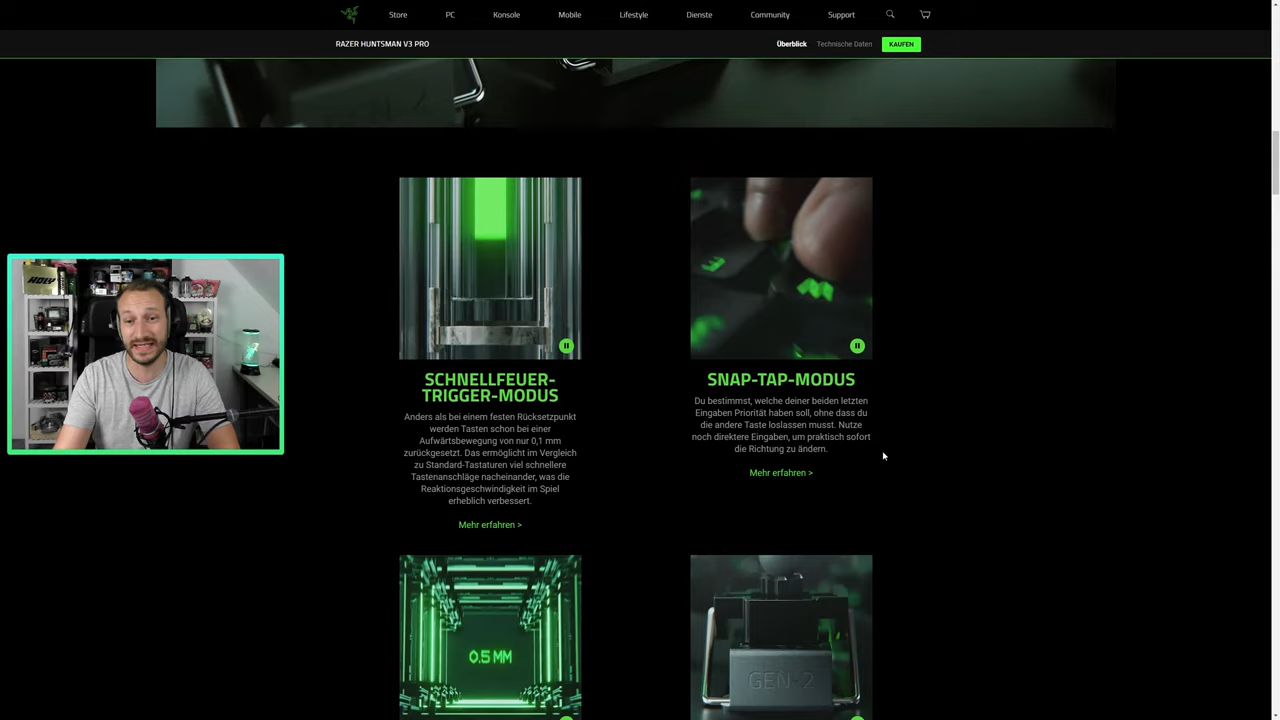 Store PC Konsole Mobile Lifestyle Dienste Community Support
RAZER HUNTSMAN V3 PRO
Überblick Technische Daten KAUFEN
HOLY
SCHNELLFEUER-
TRIGGER-MODUS
Anders als bei einem festen Rücksetzpunkt
werden Tasten schon bei einer
Aufwärtsbewegung von nur 0,1 mm
zurückgesetzt. Das ermöglicht im Vergleich
zu Standard-Tastaturen viel schnellere
Tastenanschläge nacheinander, was die
Reaktionsgeschwindigkeit im Spiel
erheblich verbessert.
Mehr erfahren >
SNAP-TAP-MODUS
Du bestimmst, welche deiner beiden letzten
Eingaben Priorität haben soll, ohne dass du
die andere Taste loslassen musst. Nutze
noch direktere Eingaben, um praktisch sofort
die Richtung zu ändern.
Mehr erfahren >
0.5 MM
GEN-2